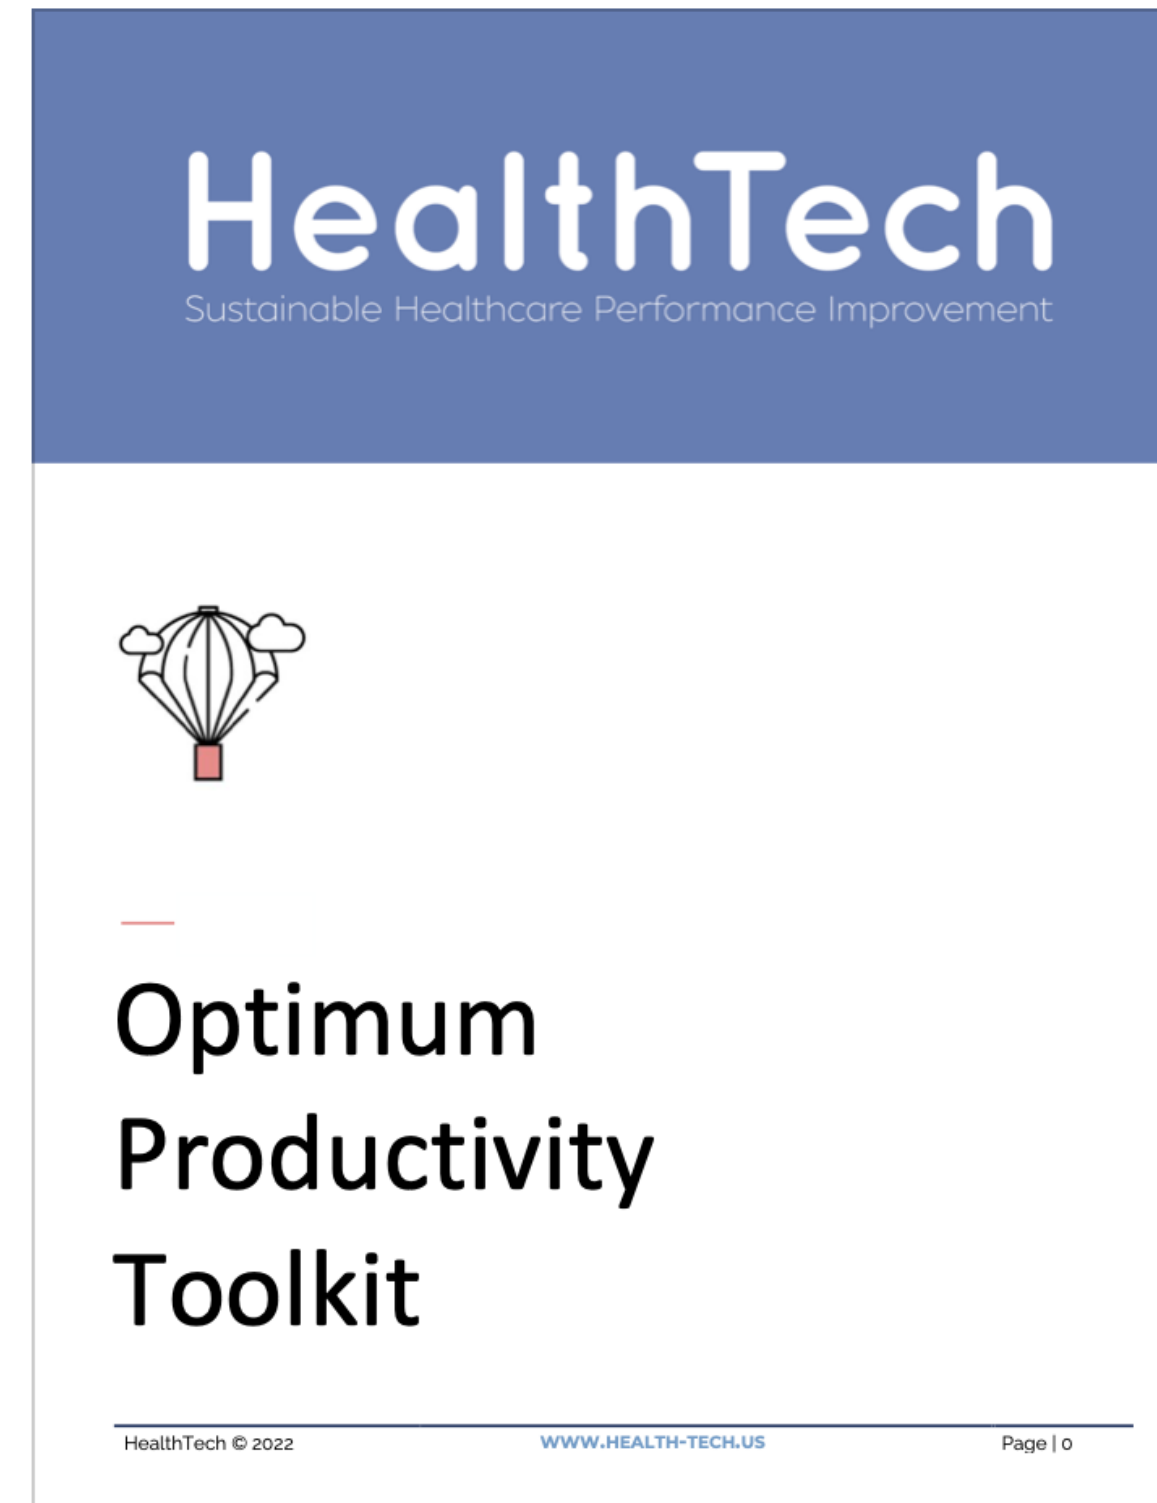 HealthTech
Sustainable Healthcare Performance Improvement
Optimum
Productivity
Toolkit
HealthTech © 2022 WWW.HEALTH-TECH.US Page | 0